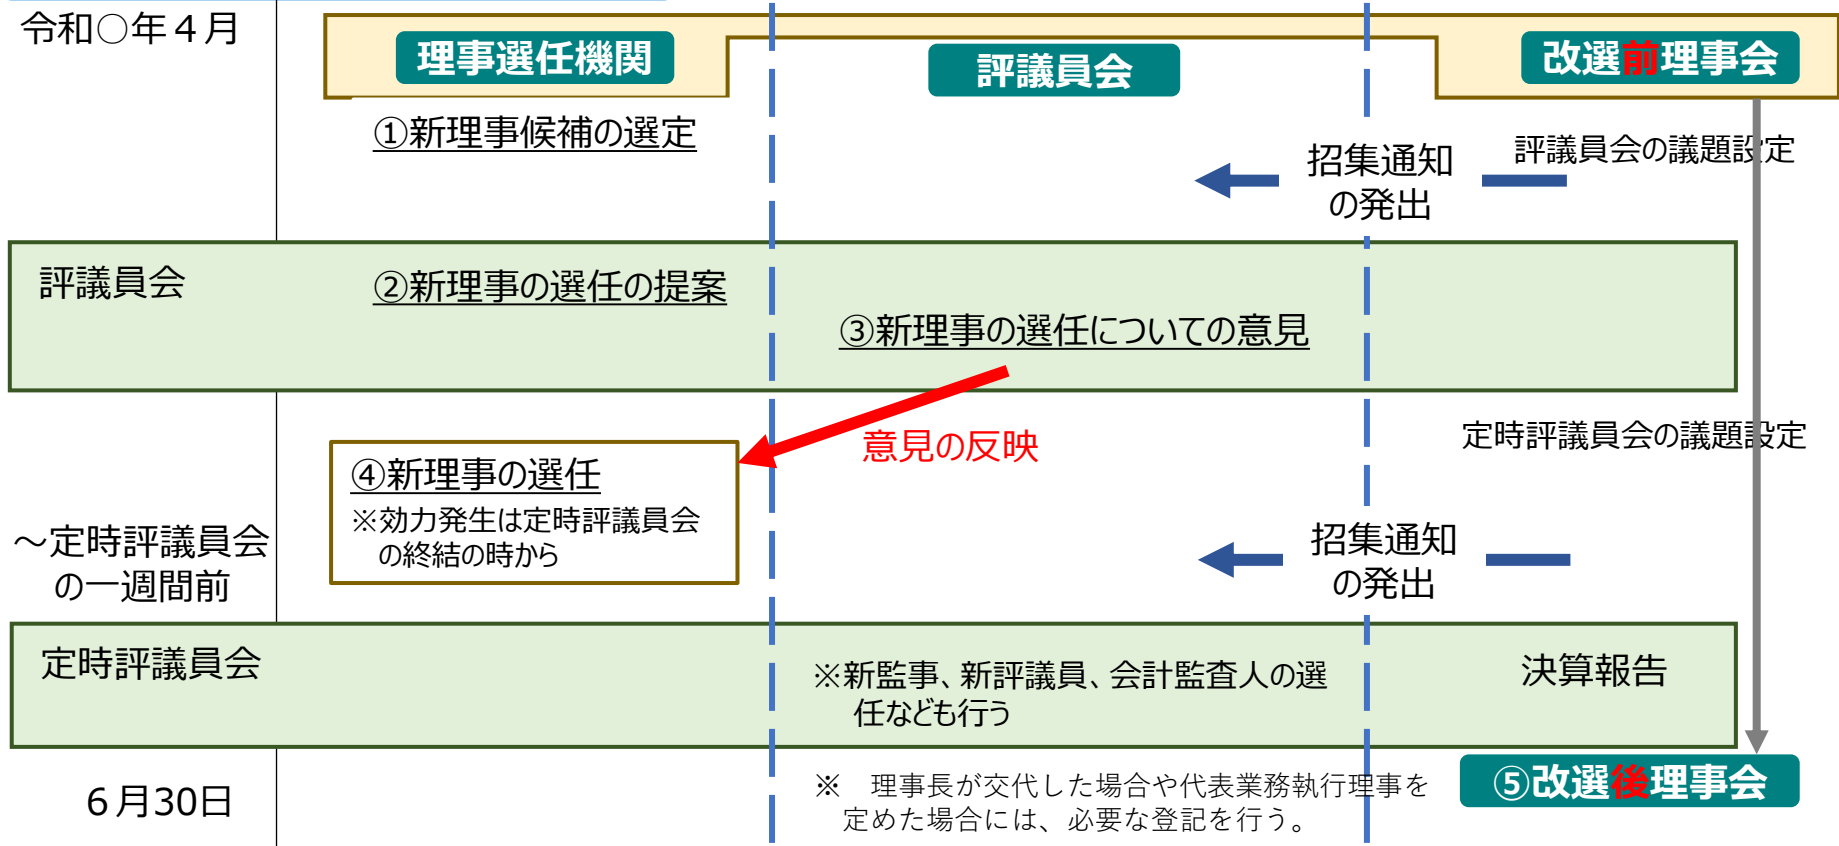 令和○年４月
理事選任機関
評議員会
改選前理事会
①新理事候補の選定
招集通知
の発出
評議員会の議題設定
評議員会
②新理事の選任の提案
③新理事の選任についての意見
意見の反映
定時評議員会の議題設定
④新理事の選任
※効力発生は定時評議員会
の終結の時から
～定時評議員会
の一週間前
招集通知
の発出
定時評議員会
※新監事、新評議員、会計監査人の選
任なども行う
決算報告
６月30日
※　理事長が交代した場合や代表業務執行理事を
定めた場合には、必要な登記を行う。
⑤改選後理事会